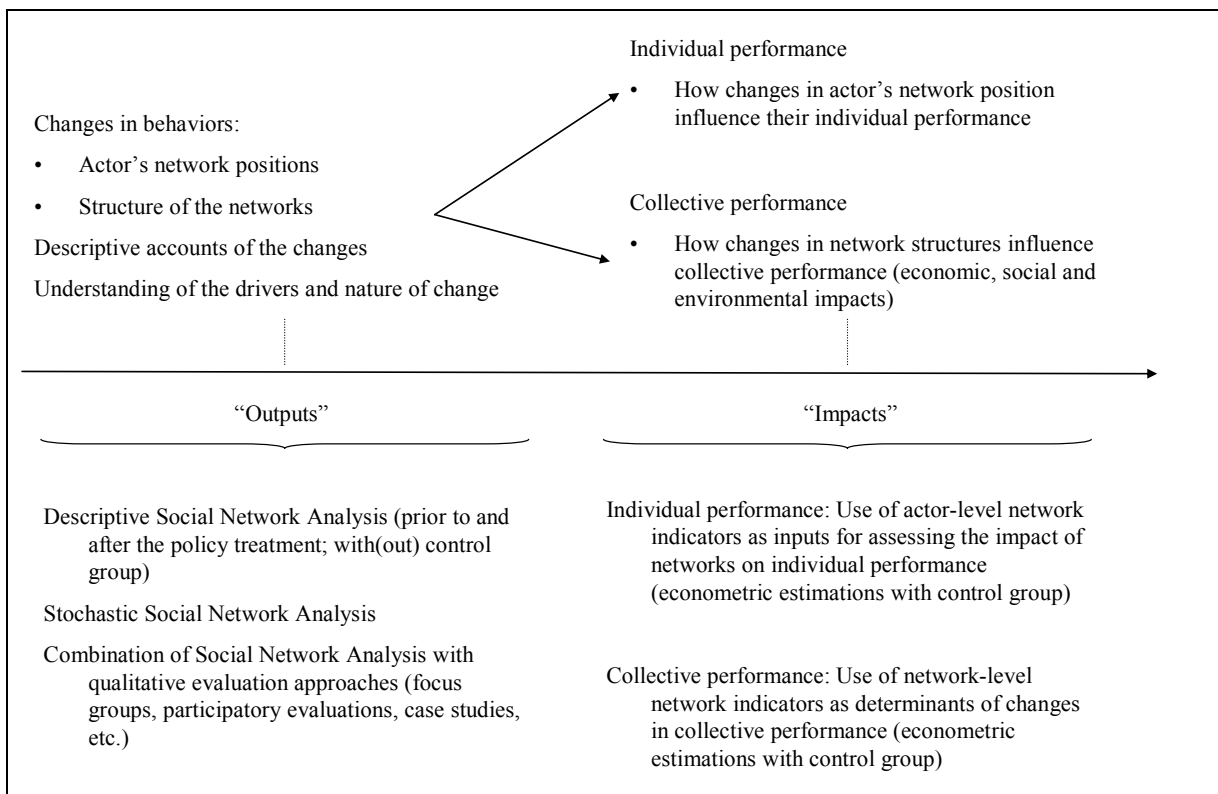 Changes in behaviors:
• Actor’s network positions
• Structure of the networks
Descriptive accounts of the changes
Understanding of the drivers and nature of change
Individual performance
• How changes in actor’s network position
influence their individual performance
Collective performance
• How changes in network structures influence
collective performance (economic, social and
environmental impacts)
“Outputs”
“Impacts”
Descriptive Social Network Analysis (prior to and
after the policy treatment; with(out) control
group)
Stochastic Social Network Analysis
Combination of Social Network Analysis with
qualitative evaluation approaches (focus
groups, participatory evaluations, case studies,
etc.)
Individual performance: Use of actor-level network
indicators as inputs for assessing the impact of
networks on individual performance
(econometric estimations with control group)
Collective performance: Use of network-level
network indicators as determinants of changes
in collective performance (econometric
estimations with control group)